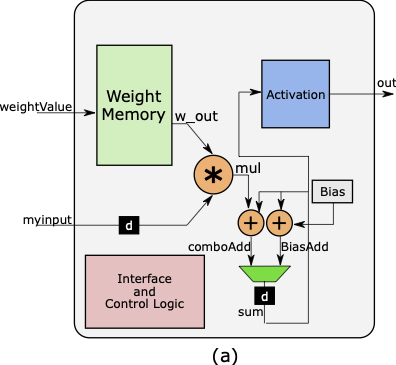 weightValue
Weight
Memory
w_out
Activation
out
*
mul
Bias
myinput
d
+
+
comboAdd
BiasAdd
Interface
and
Control Logic
d
sum
(a)